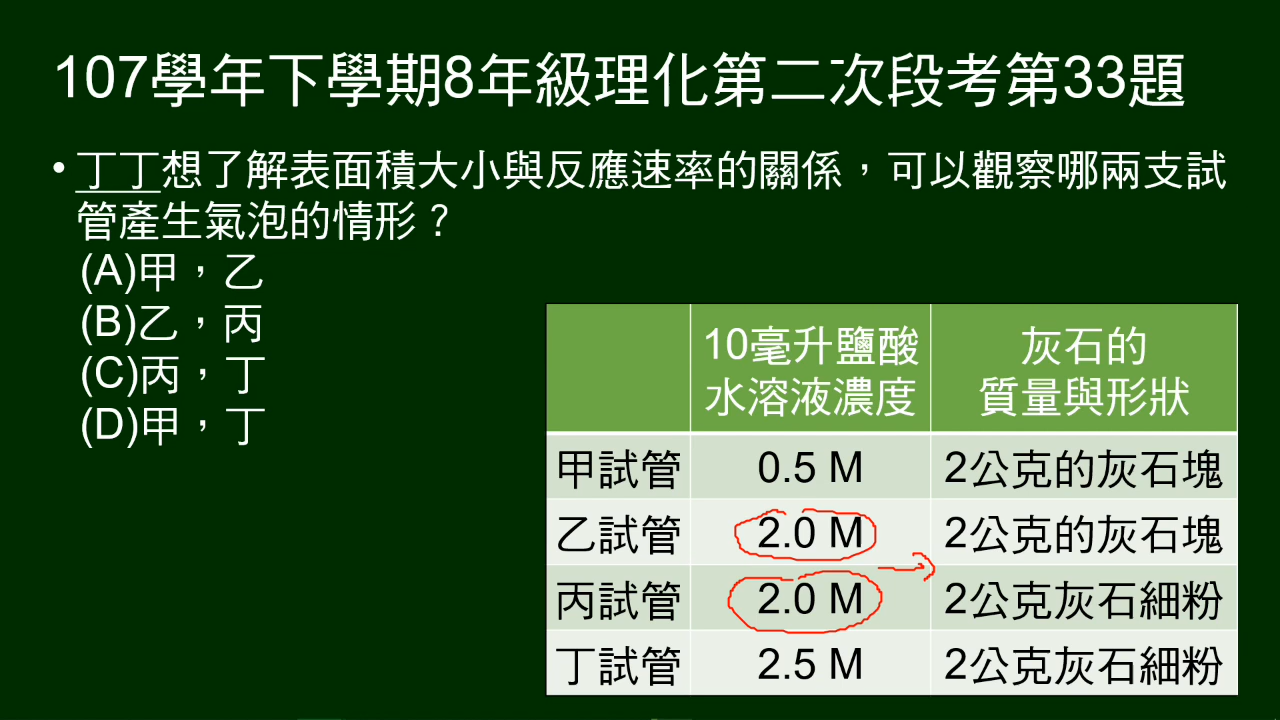 107學年下學期8年級理化第二次段考第33題
• 丁丁想了解表面積大小與反應速率的關係，可以觀察哪兩支試
管產生氣泡的情形？
(A)甲，乙
(B)乙，丙
(C)丙，丁
(D)甲，丁
10毫升鹽酸
水溶液濃度
灰石的
質量與形狀
甲試管 0.5 M 2公克的灰石塊
乙試管 2.0 M 2公克的灰石塊
丙試管 2.0 M 2公克灰石細粉
丁試管 2.5 M 2公克灰石細粉